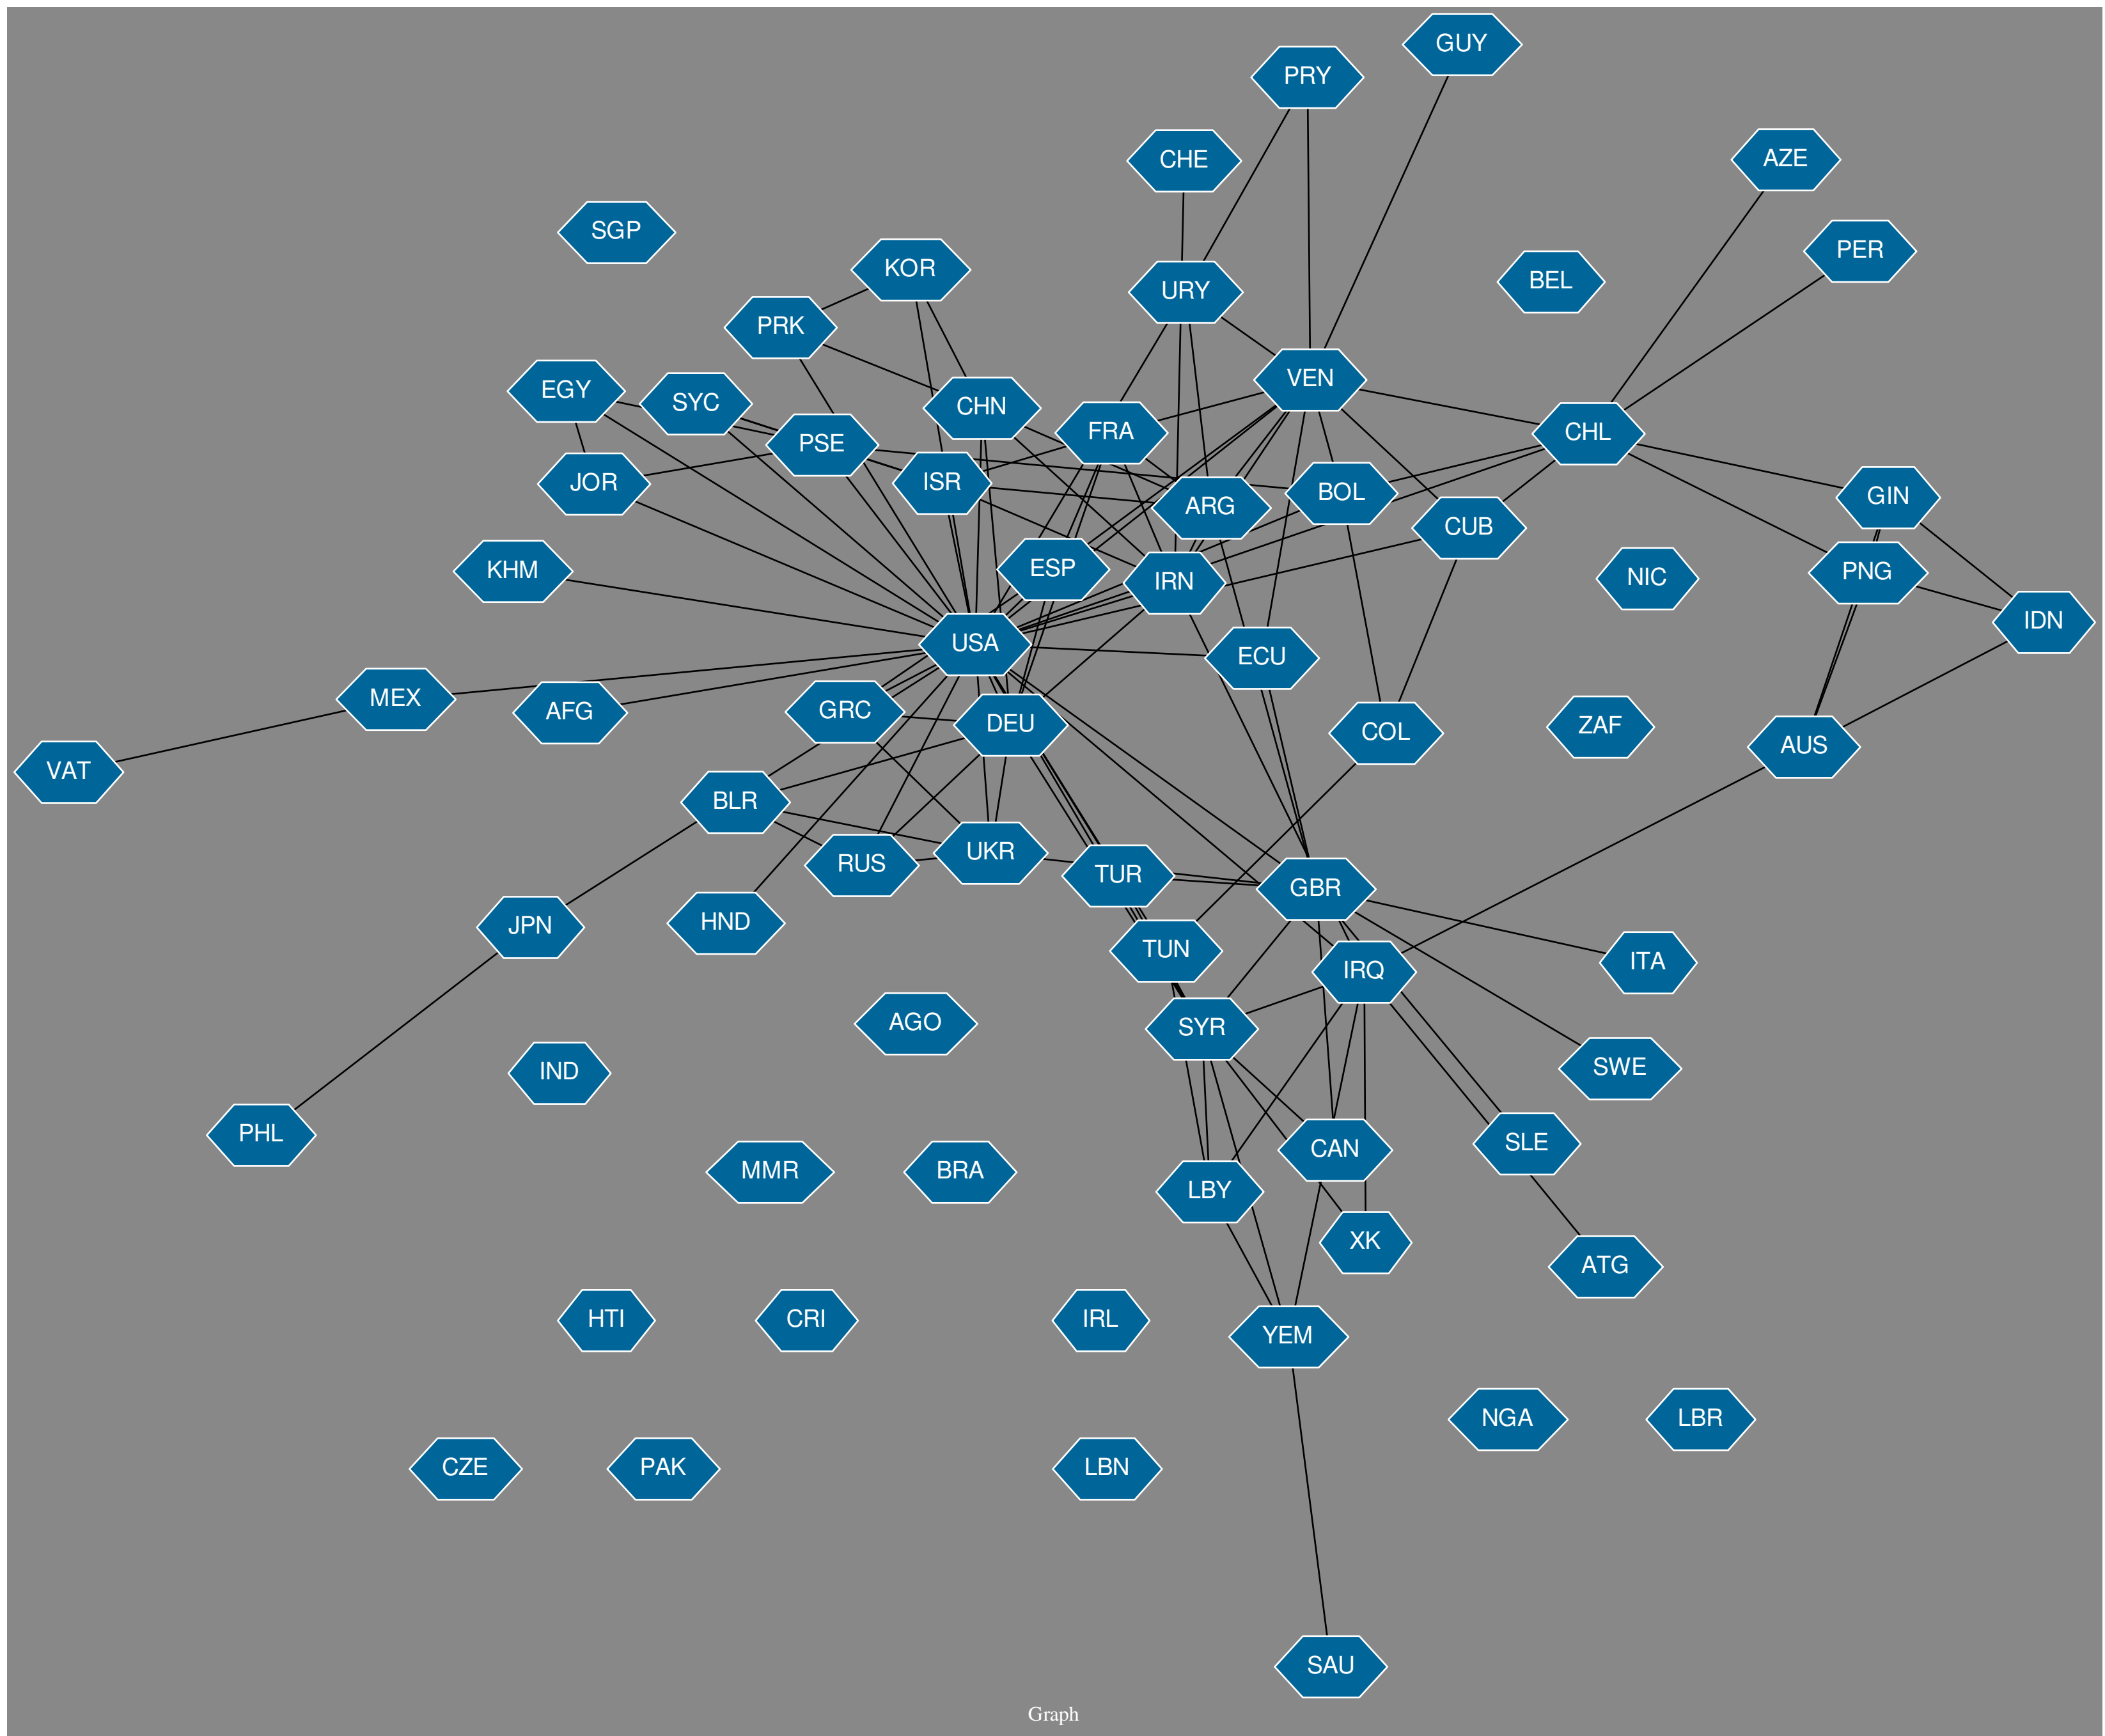 GUY
PRY
CHE
AZE
SGP
PER
KOR
BEL
URY
PRK
VEN
EGY
SYC
CHN
FRA
CHL
PSE
JOR
ISR
BOL
GIN
ARG
CUB
KHM
ESP
IRN
NIC
PNG
IDN
USA
ECU
MEX
AFG
GRC
DEU
COL
ZAF
AUS
VAT
BLR
RUS
UKR
TUR
GBR
JPN
HND
TUN
IRQ
ITA
AGO
SYR
IND
SWE
PHL
CAN
SLE
MMR
BRA
LBY
XK
ATG
HTI
CRI
IRL
YEM
NGA
LBR
CZE
PAK
LBN
SAU
Graph